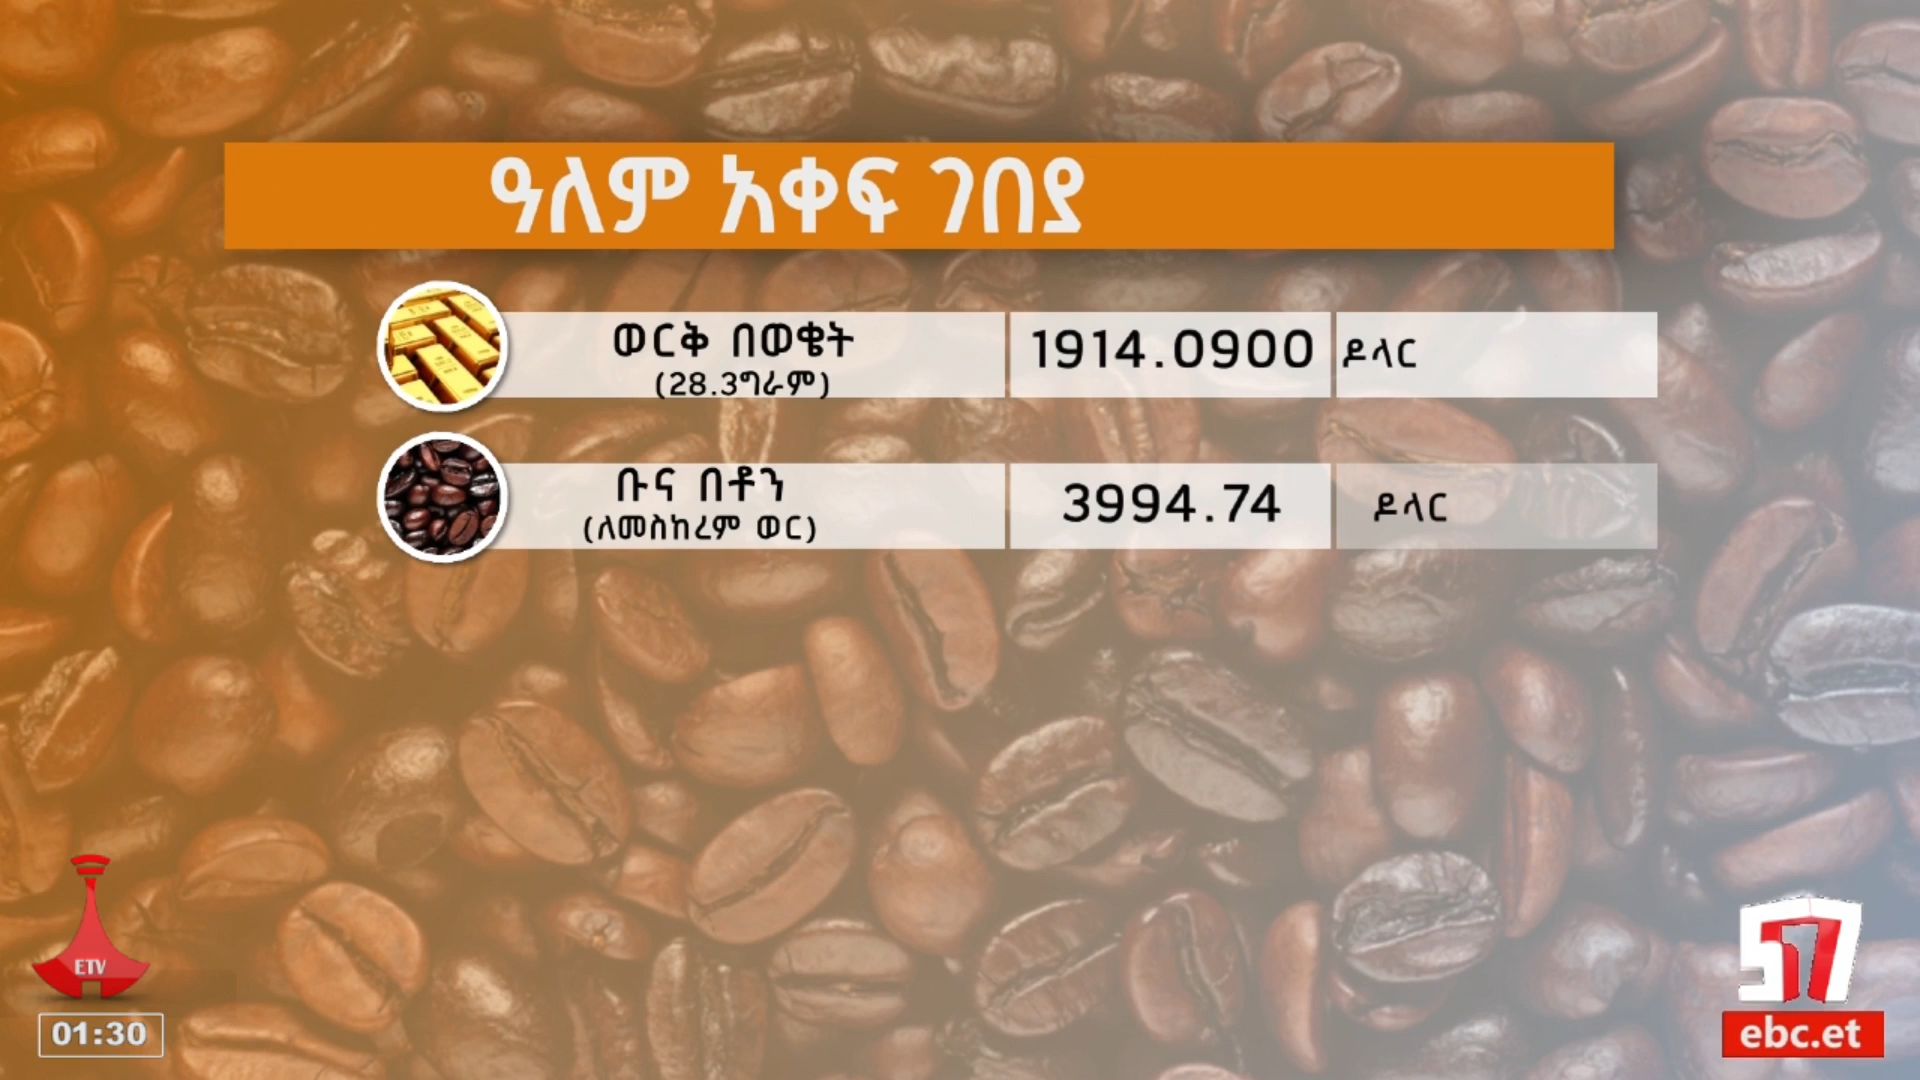 ዓለም አቀፍ ገበያ
ወርቅ በወቄት
(28.3ግራም)
1914.0900
ዶላር
ቡና በቶን
(ለመስከረም ወር)
3994.74
ዶላር
ETV
01:30
57
ebc.et